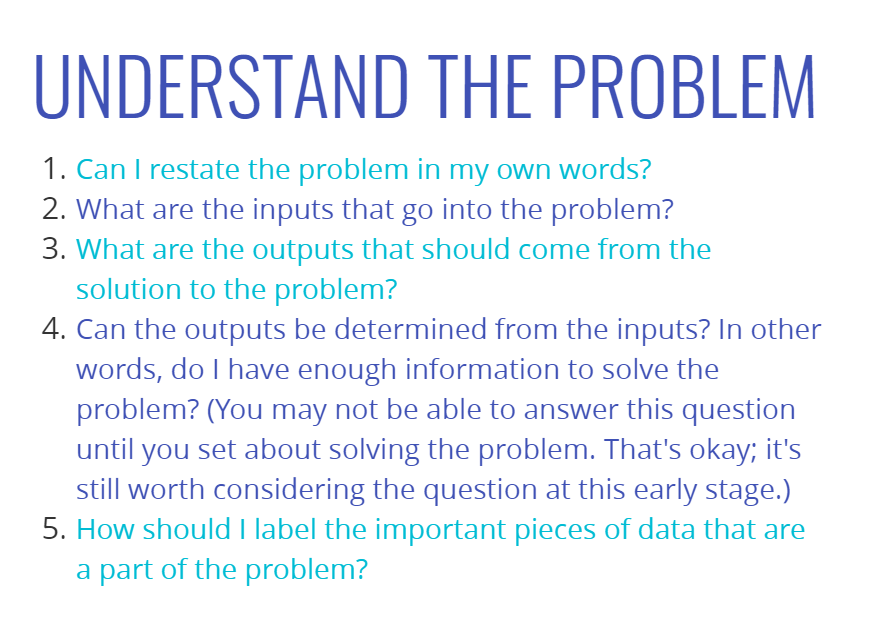 UNDERSTAND THE PROBLEM
1. Can I restate the problem in my own words?
2. What are the inputs that go into the problem?
3. What are the outputs that should come from the
solution to the problem?
4. Can the outputs be determined from the inputs? In other
words, do I have enough information to solve the
problem? (You may not be able to answer this question
until you set about solving the problem. That's okay; it's
still worth considering the question at this early stage.)
5. How should I label the important pieces of data that are
a part of the problem?